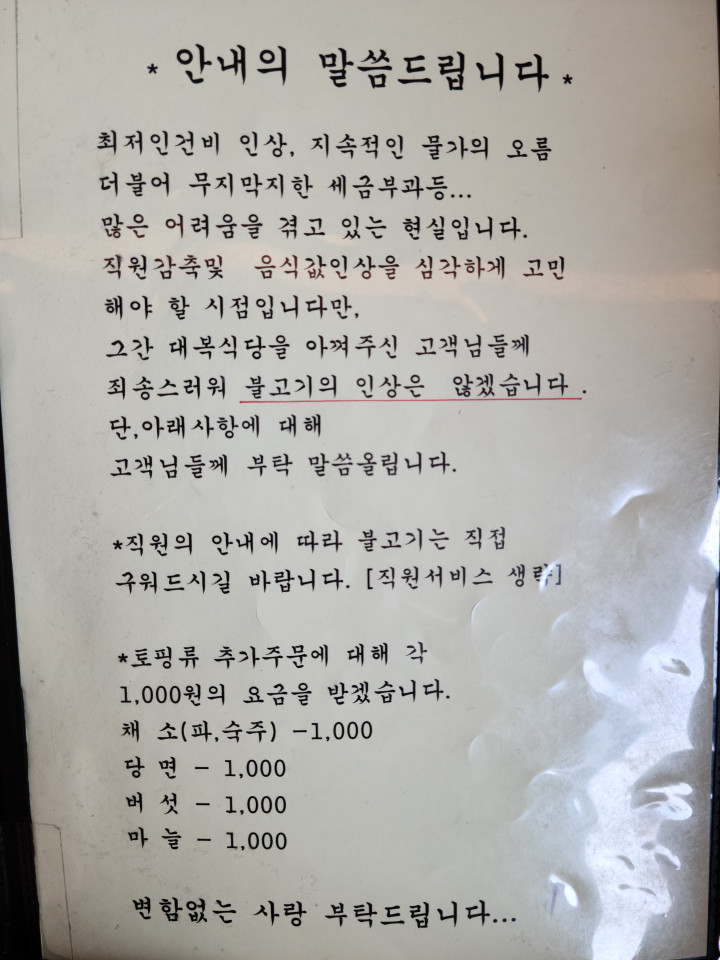 * 안내의 말씀드립니다 *
최저인건비 인상, 지속적인 물가의 오름
더불어 무지막지한 세금부과등...
많은 어려움을 겪고 있는 현실입니다.
직원감축및 음식값인상을 심각하게 고민
해야 할 시점입니다만,
그간 대복식당을 아껴주신 고객님들께
죄송스러워 불고기의 인상은 않겠습니다.
단,아래사항에 대해
고객님들께 부탁 말씀올립니다.
*직원의 안내에 따라 불고기는 직접
구워드시길 바랍니다. [직원서비스 생략]
*토핑류 추가주문에 대해 각
1,000원의 요금을 받겠습니다.
채 소(파,숙주) -1,000
당 면 - 1,000
버 섯 - 1,000
마 늘 - 1,000
변함없는 사랑 부탁드립니다...